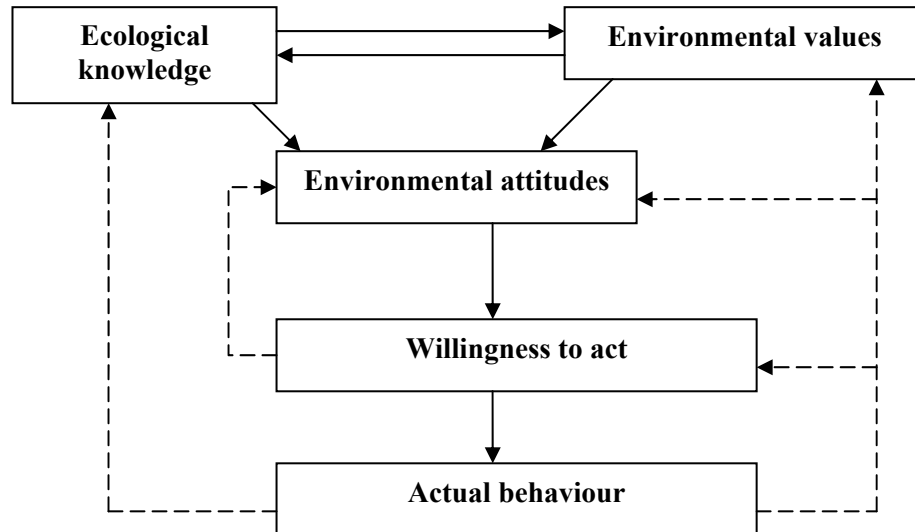 Ecological
knowledge
Environmental values
Environmental attitudes
Willingness to act
Actual behaviour